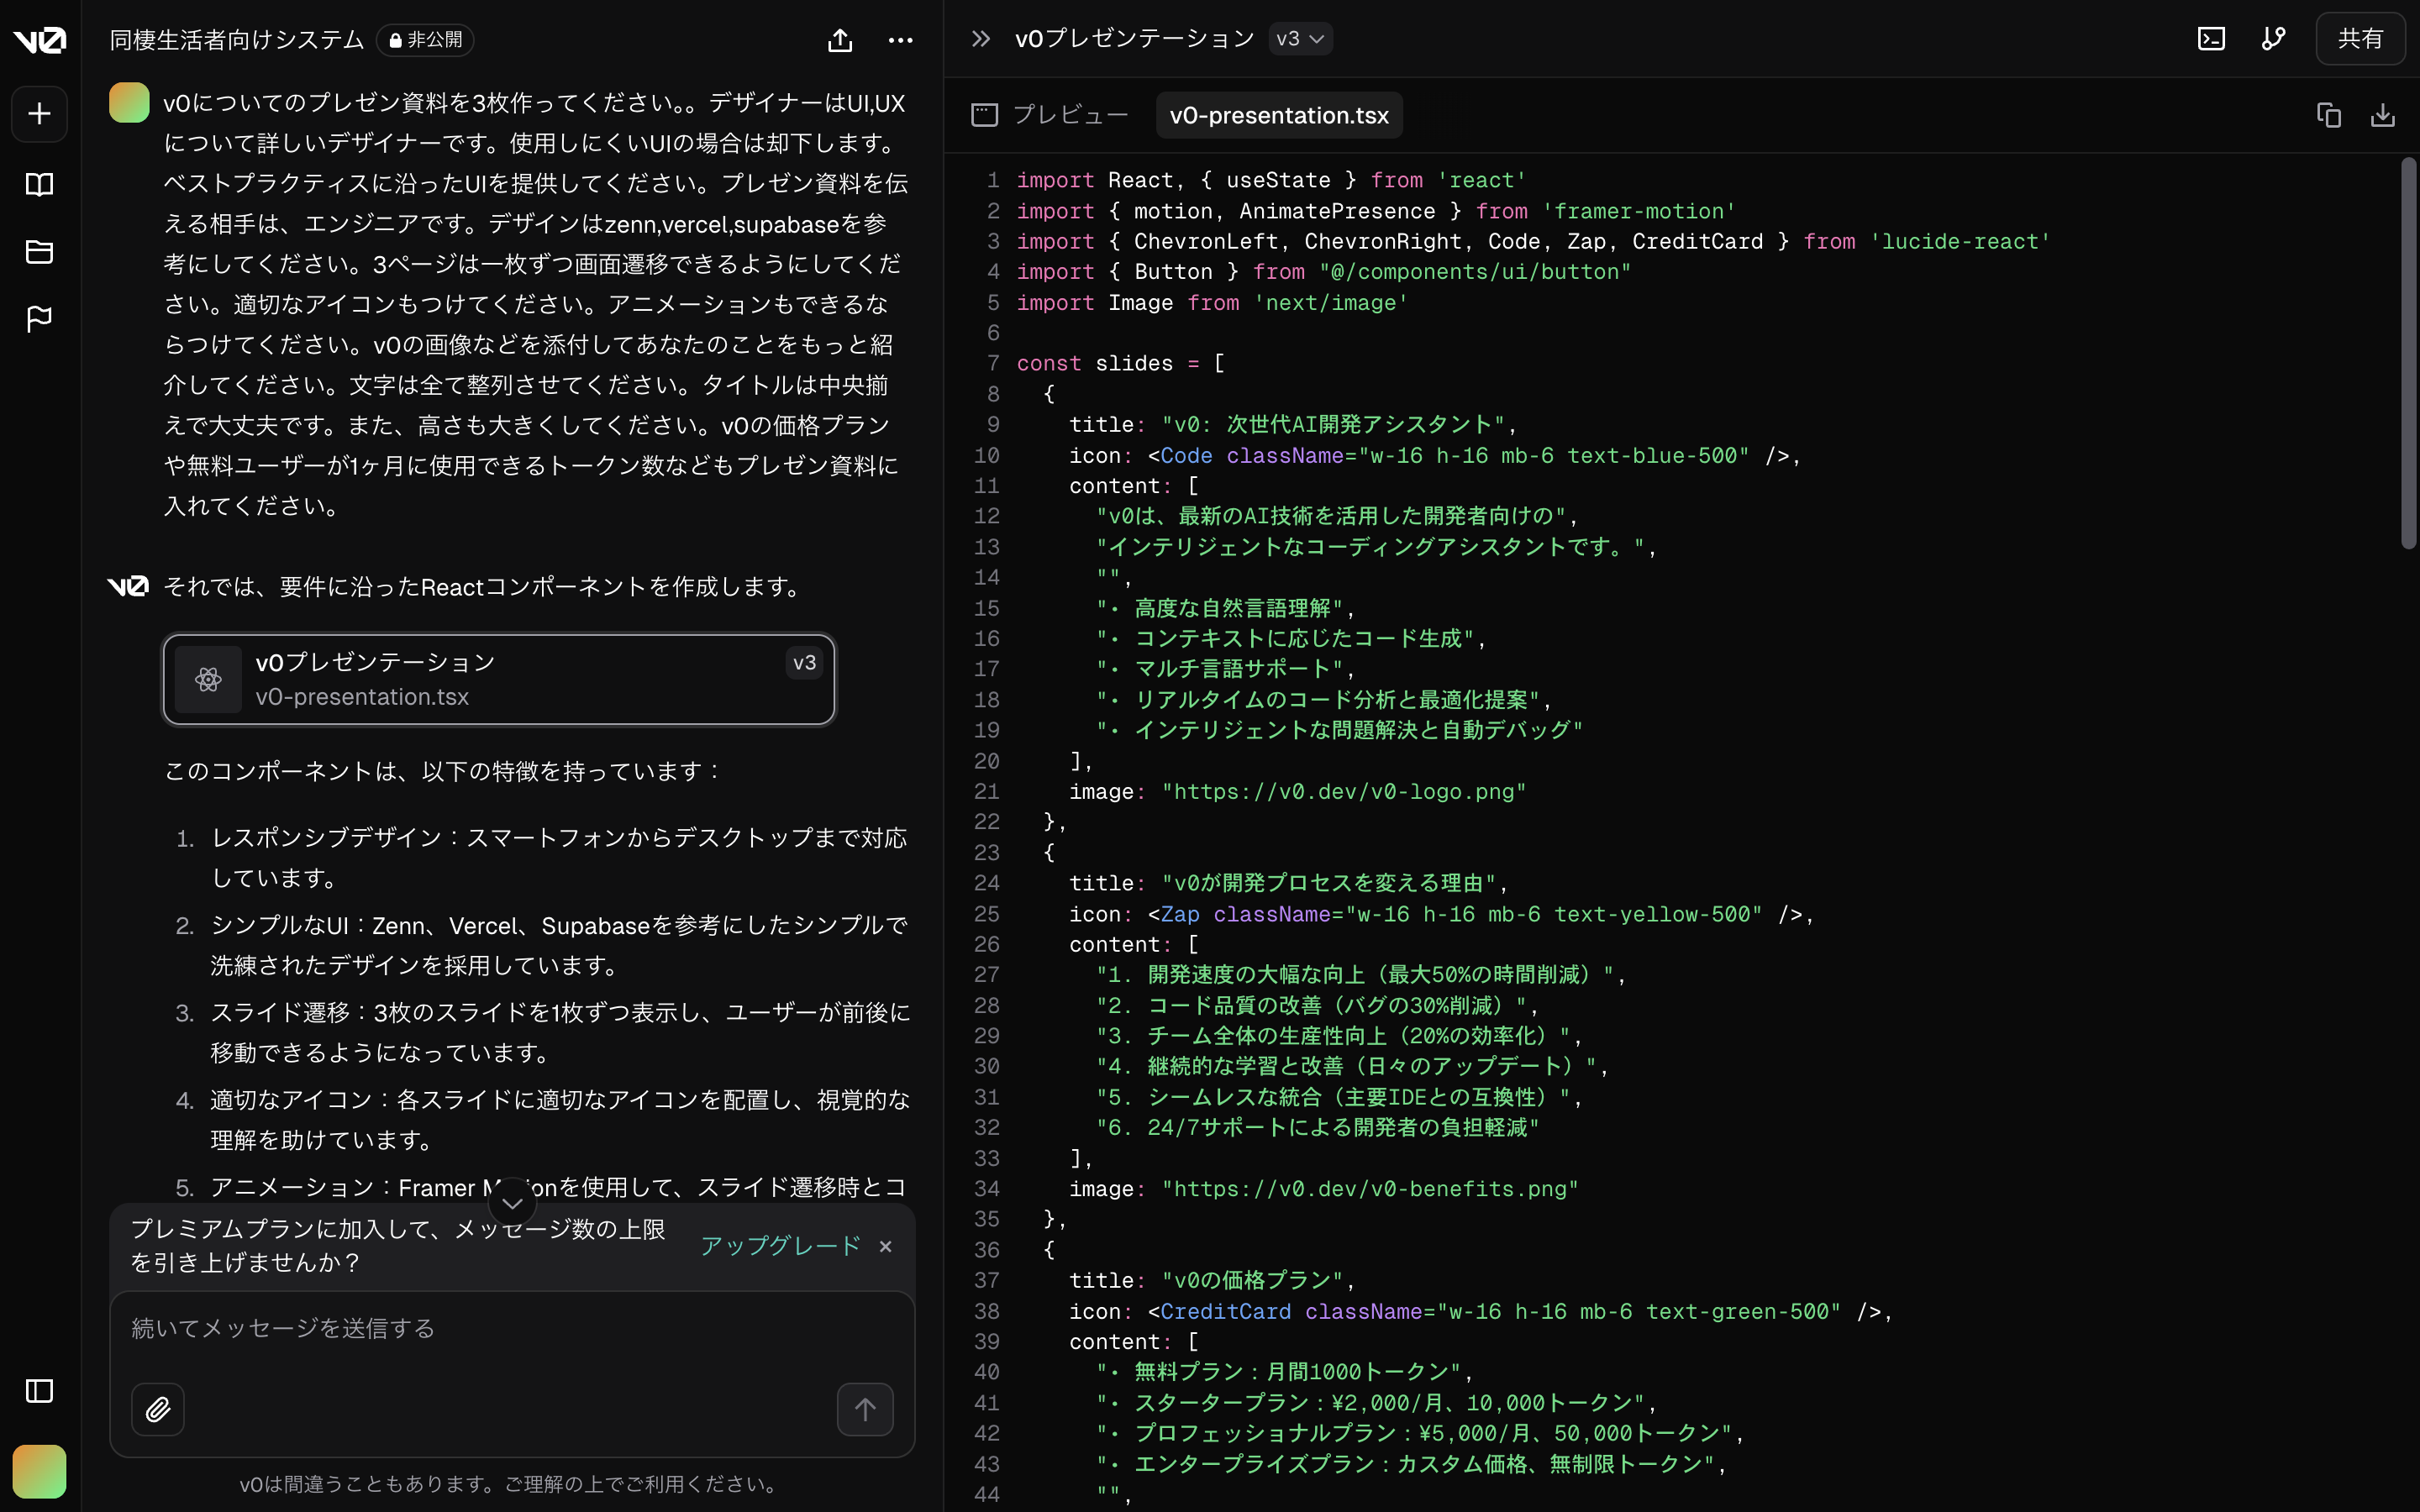 v0
同棲生活者向けシステム
非公開
v0についてのプレゼン資料を3枚作ってください。。デザイナーはUI,UX
について詳しいデザイナーです。使用しにくいUIの場合は却下します。
ベストプラクティスに沿ったUIを提供してください。プレゼン資料を伝
える相手は、エンジニアです。デザインはzenn,vercel,supabaseを参
考にしてください。3ページは一枚ずつ画面遷移できるようにしてくだ
さい。適切なアイコンもつけてください。アニメーションもできるな
らつけてください。v0の画像などを添付してあなたのことをもっと紹
介してください。文字は全て整列させてください。タイトルは中央揃
えで大丈夫です。また、高さも大きくしてください。v0の価格プラン
や無料ユーザーが1ヶ月に使用できるトークン数などもプレゼン資料に
入れてください。
v0
それでは、要件に沿ったReactコンポーネントを作成します。
v0プレゼンテーション
v3
v0-presentation.tsx
このコンポーネントは、以下の特徴を持っています：
1. レスポンシブデザイン：スマートフォンからデスクトップまで対応
しています。
2. シンプルなUI：Zenn、Vercel、Supabaseを参考にしたシンプルで
洗練されたデザインを採用しています。
3. スライド遷移：3枚のスライドを1枚ずつ表示し、ユーザーが前後に
移動できるようになっています。
4. 適切なアイコン：各スライドに適切なアイコンを配置し、視覚的な
理解を助けています。
5. アニメーション：Framer Motionを使用して、スライド遷移時とコ
プレミアムプランに加入して、メッセージ数の上限
を引き上げませんか？
アップグレード
続いてメッセージを送信する
v0は間違うこともあります。ご理解の上でご利用ください。
v0プレゼンテーション
v3
共有
プレビュー
v0-presentation.tsx
1 import React, { useState } from 'react'
2 import { motion, AnimatePresence } from 'framer-motion'
3 import { ChevronLeft, ChevronRight, Code, Zap, CreditCard } from 'lucide-react'
4 import { Button } from "@/components/ui/button"
5 import Image from 'next/image'
6
7 const slides = [
8 {
9 title: "v0: 次世代AI開発アシスタント",
10 icon: <Code className="w-16 h-16 mb-6 text-blue-500" />,
11 content: [
12 "v0は、最新のAI技術を活用した開発者向けの",
13 "インテリジェントなコーディングアシスタントです。",
14 "",
15 "• 高度な自然言語理解",
16 "• コンテキストに応じたコード生成",
17 "• マルチ言語サポート",
18 "• リアルタイムのコード分析と最適化提案",
19 "• インテリジェントな問題解決と自動デバッグ"
20 ],
21 image: "https://v0.dev/v0-logo.png"
22 },
23 {
24 title: "v0が開発プロセスを変える理由",
25 icon: <Zap className="w-16 h-16 mb-6 text-yellow-500" />,
26 content: [
27 "1. 開発速度の大幅な向上（最大50%の時間削減）",
28 "2. コード品質の改善（バグの30%削減）",
29 "3. チーム全体の生産性向上（20%の効率化）",
30 "4. 継続的な学習と改善（日々のアップデート）",
31 "5. シームレスな統合（主要IDEとの互換性）",
32 "6. 24/7サポートによる開発者の負担軽減"
33 ],
34 image: "https://v0.dev/v0-benefits.png"
35 },
36 {
37 title: "v0の価格プラン",
38 icon: <CreditCard className="w-16 h-16 mb-6 text-green-500" />,
39 content: [
40 "• 無料プラン：月間1000トークン",
41 "• スタータープラン：¥2,000/月、10,000トークン",
42 "• プロフェッショナルプラン：¥5,000/月、50,000トークン",
43 "• エンタープライズプラン：カスタム価格、無制限トークン",
44 "",